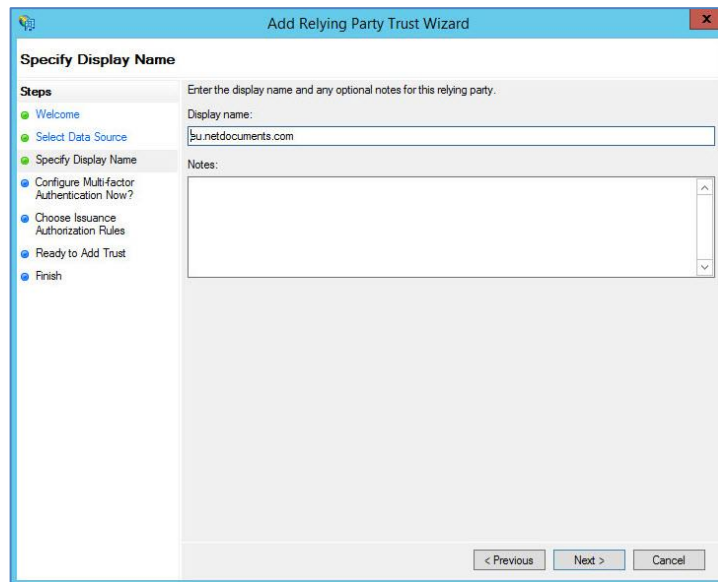 Add Relying Party Trust Wizard
x
Specify Display Name
Steps
Welcome
Select Data Source
Specify Display Name
Configure Multi-factor
Authentication Now?
Choose Issuance
Authorization Rules
Ready to Add Trust
Finish
Enter the display name and any optional notes for this relying party.
Display name:
eu.netdocuments.com
Notes:
< Previous
Next >
Cancel